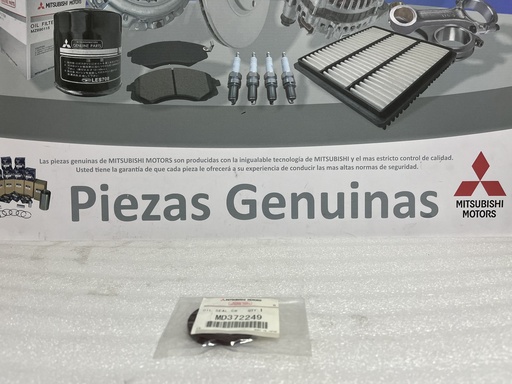 MITSUBISHI MOTORS
OIL FILTER
MITSUBISHI
GENUINE PARTS
Las piezas genuinas de MITSUBISHI MOTORS son producidas con la inigualable tecnología de MITSUBISHI y el mas estricto control de calidad.
Usted tiene la garantía de que cada pieza le ofrecerá a su experiencia de conducir las mas altas normas de seguridad.
Piezas Genuinas
MITSUBISHI
MOTORS
MD372249